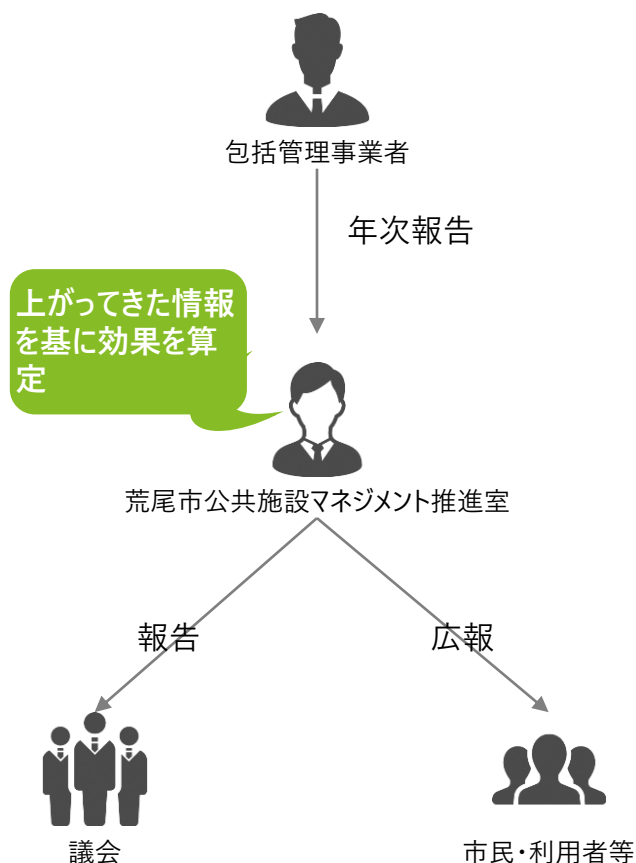 包括管理事業者
年次報告
上がってきた情報
を基に効果を算
定
荒尾市公共施設マネジメント推進室
報告
広報
議会
市民・利用者等